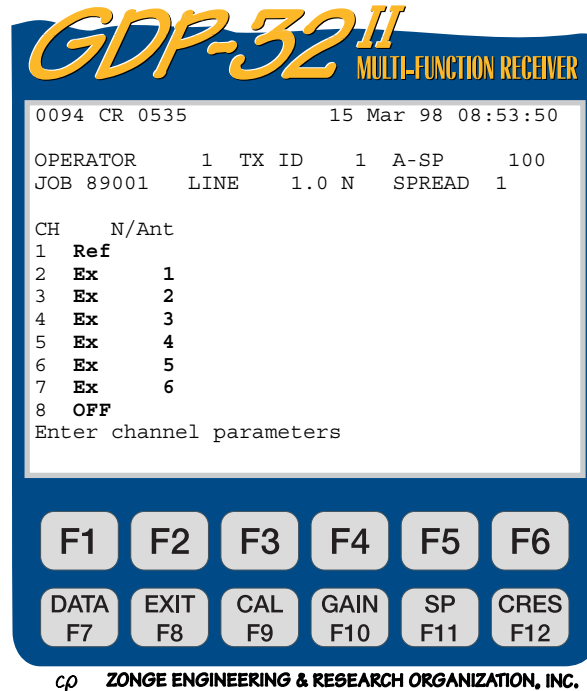 GDP-32 II
MULTI-FUNCTION RECEIVER
0094 CR 0535 15 Mar 98 08:53:50
OPERATOR 1 TX ID 1 A-SP 100
JOB 89001 LINE 1.0 N SPREAD 1
CH N/Ant
1 Ref
2 Ex 1
3 Ex 2
4 Ex 3
5 Ex 4
6 Ex 5
7 Ex 6
8 OFF
Enter channel parameters
F1 F2 F3 F4 F5 F6
DATA EXIT CAL GAIN SP CRES
F7 F8 F9 F10 F11 F12
cρ ZONGE ENGINEERING & RESEARCH ORGANIZATION, INC.